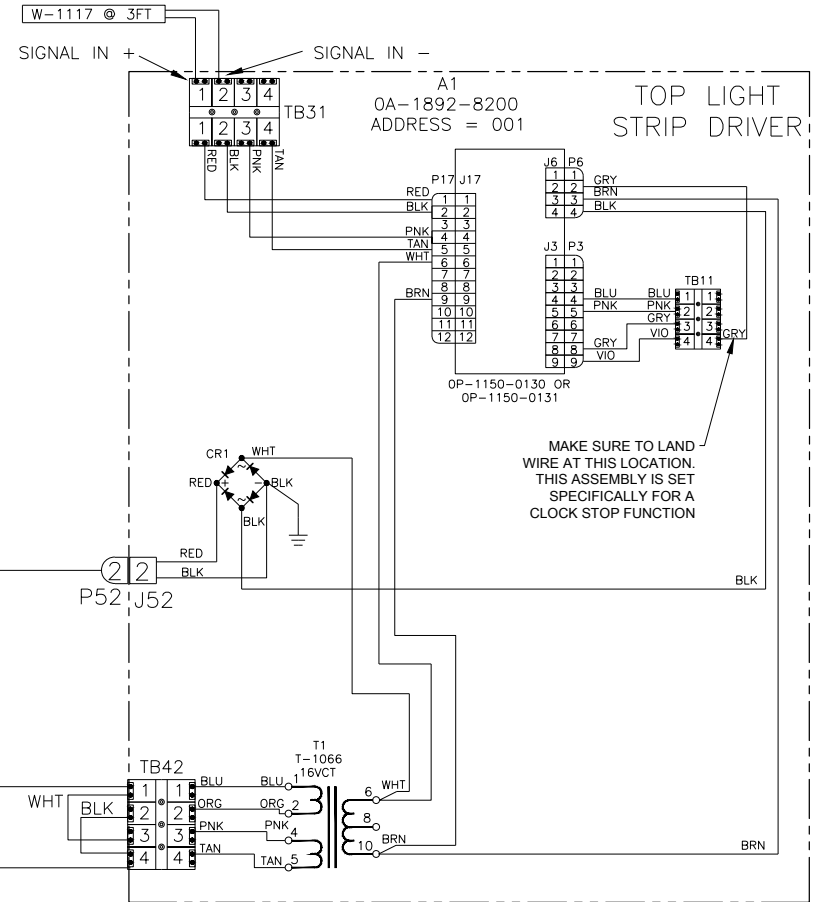 W-1117 @ 3FT
SIGNAL IN +
SIGNAL IN -
1 2 3 4
1 2 3 4
TB31
RED
BLK
PNK
TAN
A1
0A-1892-8200
ADDRESS = 001
TOP LIGHT
STRIP DRIVER
P17 J17
RED
BLK
PNK
TAN
WHT
BRN
1 1
2 2
3 3
4 4
5 5
6 6
7 7
8 8
9 9
10 10
11 11
12 12
J6 P6
1 1
2 2
3 3
4 4
GRY
BRN
BLK
J3 P3
1 1
2 2
3 3
4 4
5 5
6 6
7 7
8 8
9 9
BLU
PNK
GRY
VIO
TB11
BLU
PNK
GRY
VIO
1 1
2 2
3 3
4 4
GRY
0P-1150-0130 OR
0P-1150-0131
MAKE SURE TO LAND
WIRE AT THIS LOCATION.
THIS ASSEMBLY IS SET
SPECIFICALLY FOR A
CLOCK STOP FUNCTION
CR1
WHT
RED
+
-
~
~
BLK
BLK
RED
BLK
2 2
P52 J52
BLK
TB42
WHT
BLK
1 1
2 2
3 3
4 4
BLU
ORG
PNK
TAN
BLU
ORG
PNK
TAN
1
2
4
5
T1
T-1066
16VCT
6
8
10
WHT
BRN
BRN